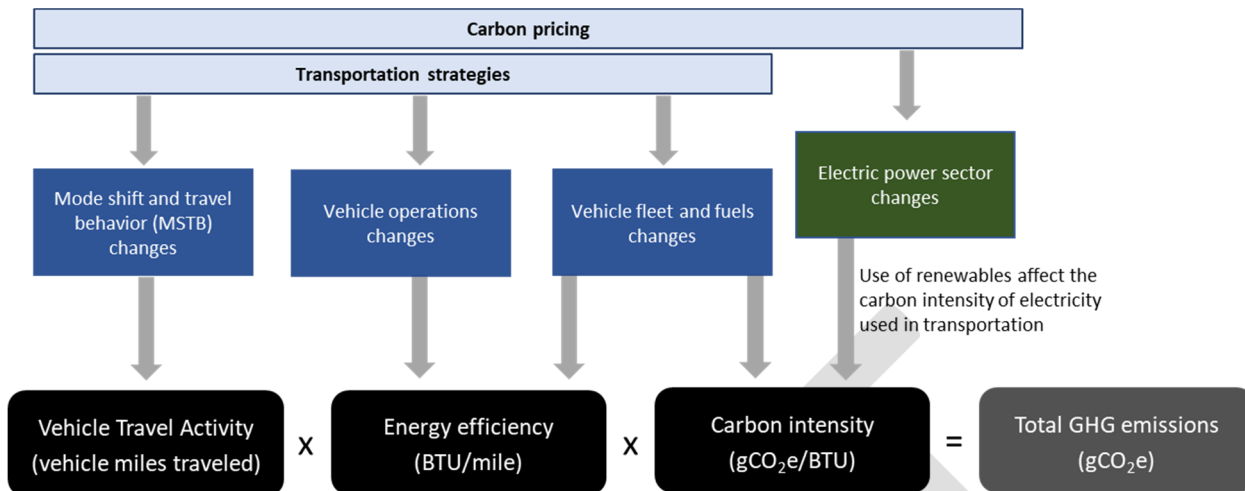 Carbon pricing
Transportation strategies
Mode shift and travel
behavior (MSTB)
changes
Vehicle operations
changes
Vehicle fleet and fuels
changes
Electric power sector
changes
Use of renewables affect the
carbon intensity of electricity
used in transportation
Vehicle Travel Activity
(vehicle miles traveled)
x
Energy efficiency
(BTU/mile)
x
Carbon intensity
(gCO₂e/BTU)
=
Total GHG emissions
(gCO₂e)